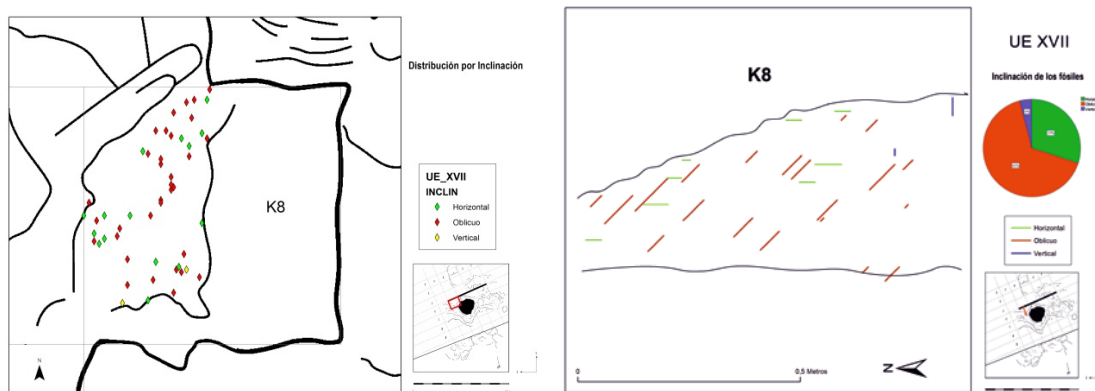 Distribución por Inclinación
K8
UE_XVII
INCLIN
Horizontal
Oblicuo
Vertical
N
K8
UE XVII
Inclinación de los fósiles
Horizontal
Oblicuo
Vertical
N
0
0,5 Metros